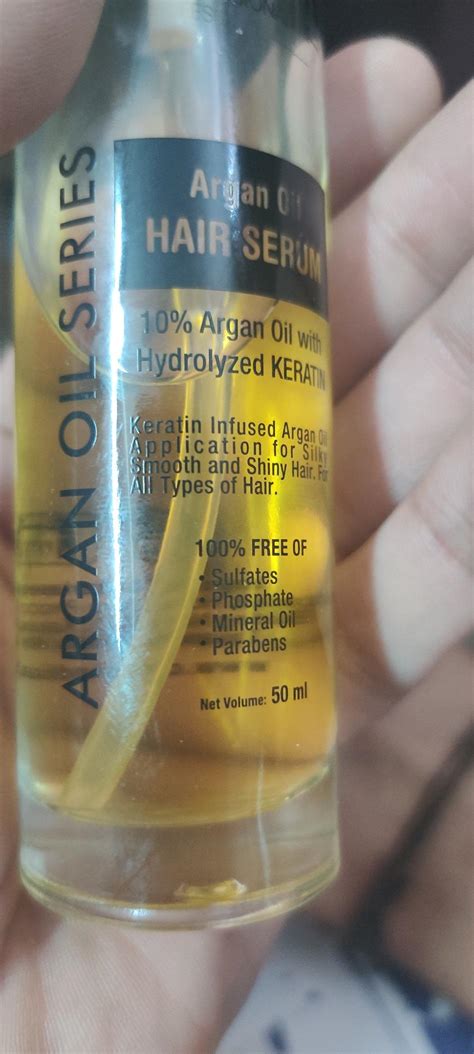 ARGAN OIL SERIES
Argan Oil
HAIR SERUM
10% Argan Oil with
Hydrolyzed KERATIN
Keratin Infused Argan Oil
Application for Silky
Smooth and Shiny Hair. For
All Types of Hair.
100% FREE OF
• Sulfates
• Phosphate
• Mineral Oil
• Parabens
Net Volume: 50 ml